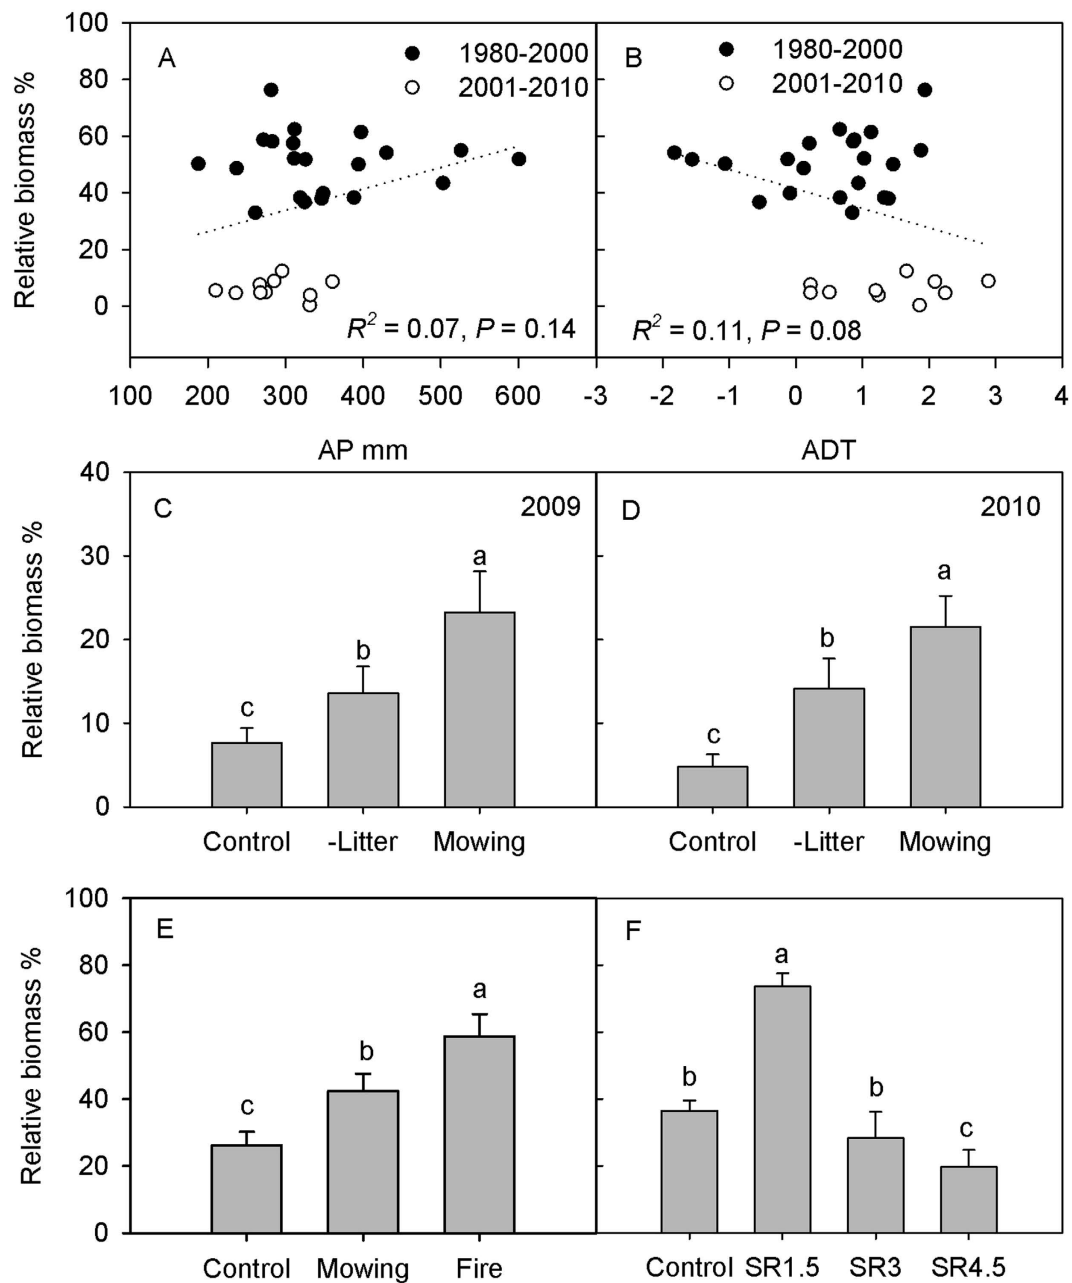 100
80
60
40
20
0
Relative biomass %
A
1980-2000
2001-2010
R² = 0.07, P = 0.14
B
1980-2000
2001-2010
R² = 0.11, P = 0.08
100 200 300 400 500 600 -3 -2 -1 0 1 2 3 4
AP mm ADT
40
30
20
10
0
Relative biomass %
C 2009
c b a
D 2010
c b a
Control -Litter Mowing Control -Litter Mowing
100
80
60
40
20
0
Relative biomass %
E
c b a
F
b a b c
Control Mowing Fire Control SR1.5 SR3 SR4.5